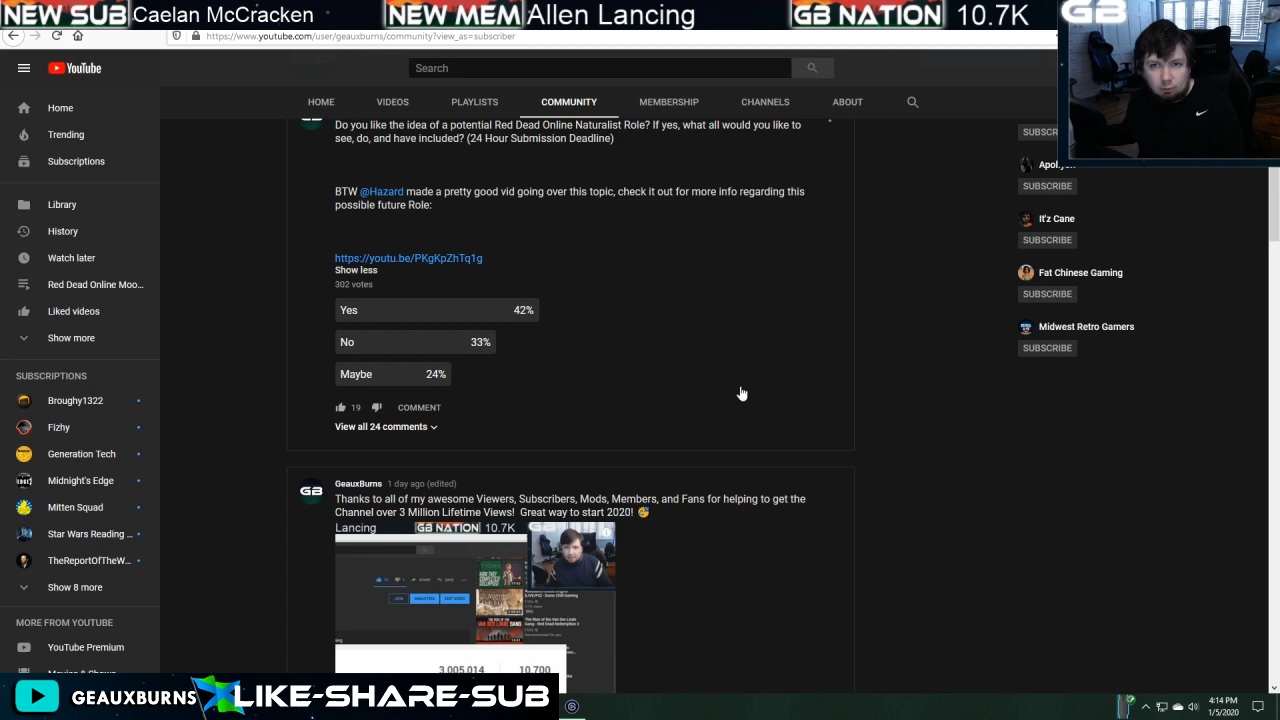 NEW SUB Caelan McCracken NEW MEM Allen Lancing GB NATION 10.7K GB
https://www.youtube.com/user/geauxburns/community?view_as=subscriber
YouTube
Search
HOME VIDEOS PLAYLISTS COMMUNITY MEMBERSHIP CHANNELS ABOUT
Home
Trending
Subscriptions
Library
History
Watch later
Red Dead Online Moo...
Liked videos
Show more
SUBSCRIPTIONS
Broughy1322
Fizhy
Generation Tech
Midnight's Edge
Mitten Squad
Star Wars Reading ...
TheReportOfTheW...
Show 8 more
MORE FROM YOUTUBE
YouTube Premium
Do you like the idea of a potential Red Dead Online Naturalist Role? If yes, what all would you like to
see, do, and have included? (24 Hour Submission Deadline)
BTW @Hazard made a pretty good vid going over this topic, check it out for more info regarding this
possible future Role:
https://youtu.be/PKgKpZhTq1g
Show less
302 votes
Yes 42%
No 33%
Maybe 24%
19 COMMENT
View all 24 comments
GB GeauxBurns 1 day ago (edited)
Thanks to all of my awesome Viewers, Subscribers, Mods, Members, and Fans for helping to get the
Channel over 3 Million Lifetime Views! Great way to start 2020!
Lancing GB NATION 10.7K
SHARE SAVE
JOIN ANALYTICS EDIT VIDEO
3,005,014 10,700
SUBSCR
SUBSCRIBE
It'z Cane
SUBSCRIBE
Fat Chinese Gaming
SUBSCRIBE
Midwest Retro Gamers
SUBSCRIBE
GEAUXBURNS LIKE-SHARE-SUB
4:14 PM
1/5/2020